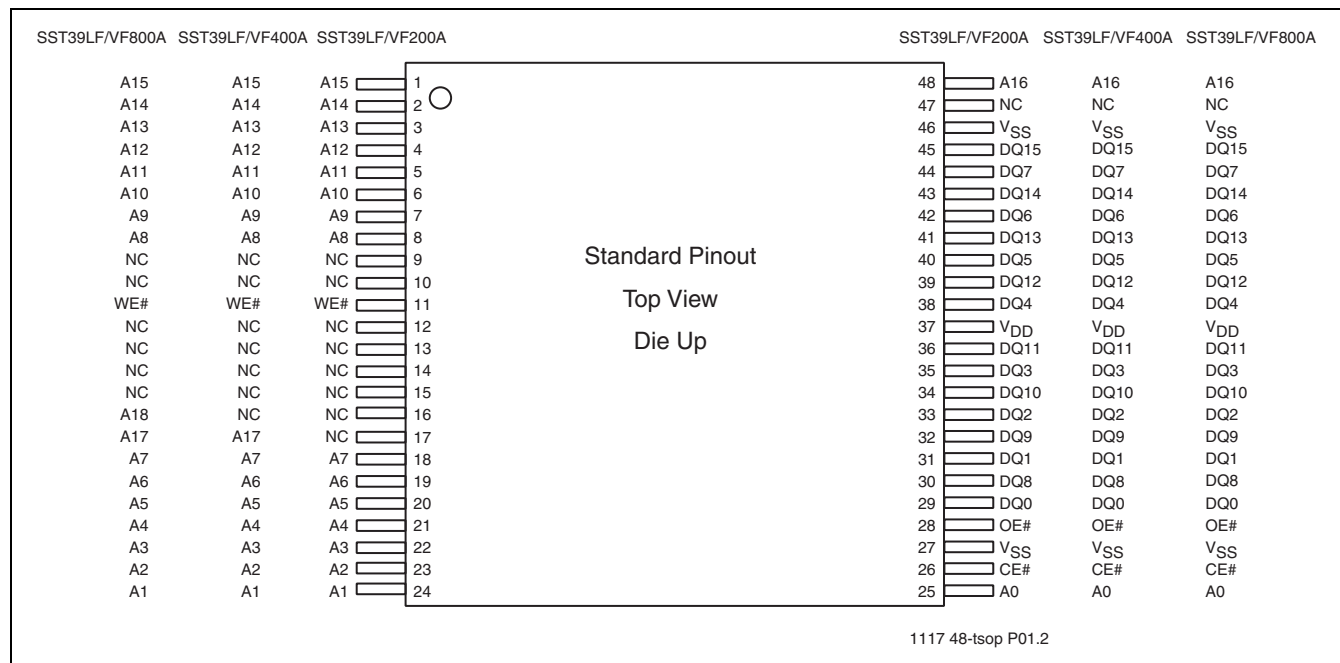 SST39LF/VF800A SST39LF/VF400A SST39LF/VF200A SST39LF/VF200A SST39LF/VF400A SST39LF/VF800A
A15 A15 A15 1 48 A16 A16 A16
A14 A14 A14 2 47 NC NC NC
A13 A13 A13 3 46 VSS VSS VSS
A12 A12 A12 4 45 DQ15 DQ15 DQ15
A11 A11 A11 5 44 DQ7 DQ7 DQ7
A10 A10 A10 6 43 DQ14 DQ14 DQ14
A9 A9 A9 7 42 DQ6 DQ6 DQ6
A8 A8 A8 8 41 DQ13 DQ13 DQ13
NC NC NC 9 Standard Pinout 40 DQ5 DQ5 DQ5
NC NC NC 10 39 DQ12 DQ12 DQ12
WE# WE# WE# 11 Top View 38 DQ4 DQ4 DQ4
NC NC NC 12 37 VDD VDD VDD
NC NC NC 13 Die Up 36 DQ11 DQ11 DQ11
NC NC NC 14 35 DQ3 DQ3 DQ3
NC NC NC 15 34 DQ10 DQ10 DQ10
A18 NC NC 16 33 DQ2 DQ2 DQ2
A17 A17 NC 17 32 DQ9 DQ9 DQ9
A7 A7 A7 18 31 DQ1 DQ1 DQ1
A6 A6 A6 19 30 DQ8 DQ8 DQ8
A5 A5 A5 20 29 DQ0 DQ0 DQ0
A4 A4 A4 21 28 OE# OE# OE#
A3 A3 A3 22 27 VSS VSS VSS
A2 A2 A2 23 26 CE# CE# CE#
A1 A1 A1 24 25 A0 A0 A0
1117 48-tsop P01.2